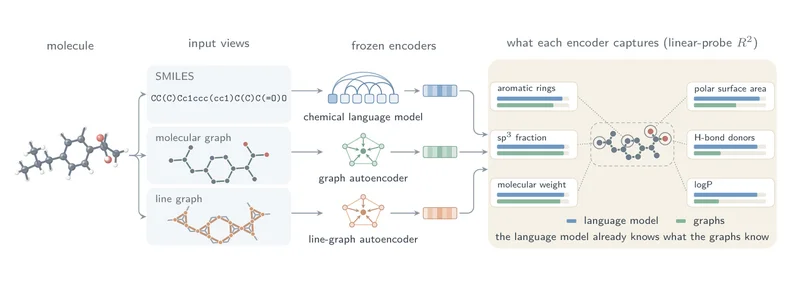 molecule
input views
frozen encoders
what each encoder captures (linear-probe R²)
SMILES
CC(C)Cc1ccc(cc1)C(C)C(=O)O
chemical language model
molecular graph
graph autoencoder
line graph
line-graph autoencoder
aromatic rings
polar surface area
sp³ fraction
H-bond donors
molecular weight
logP
language model
graphs
the language model already knows what the graphs know